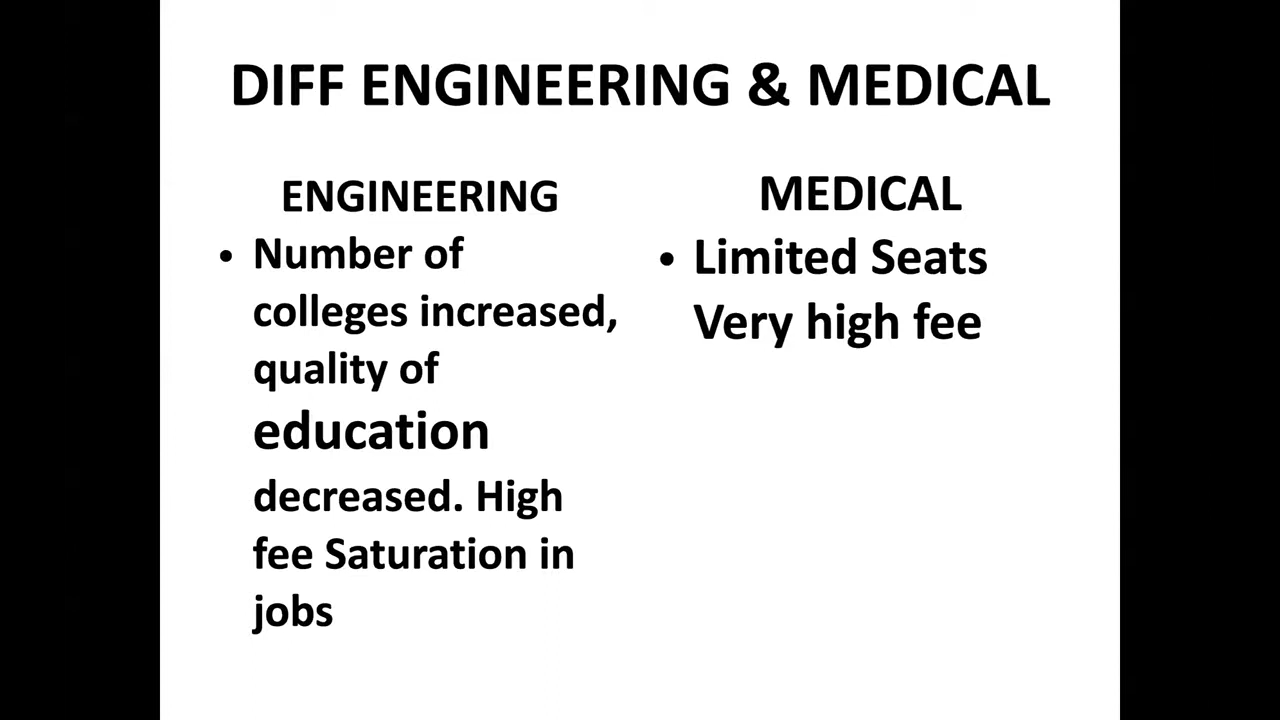 DIFF ENGINEERING & MEDICAL
ENGINEERING
• Number of
colleges increased,
quality of
education
decreased. High
fee Saturation in
jobs
MEDICAL
• Limited Seats
Very high fee